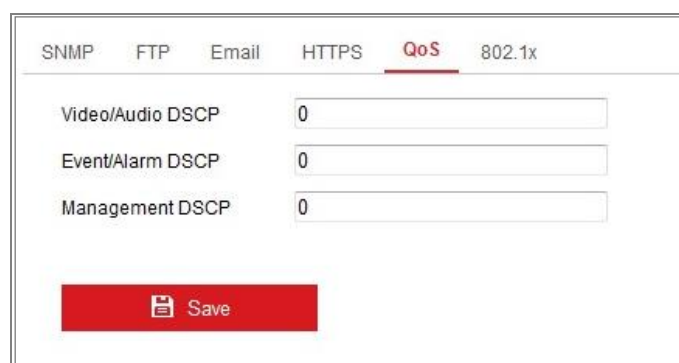 SNMP FTP Email HTTPS QoS 802.1x
Video/Audio DSCP 0
Event/Alarm DSCP 0
Management DSCP 0
Save